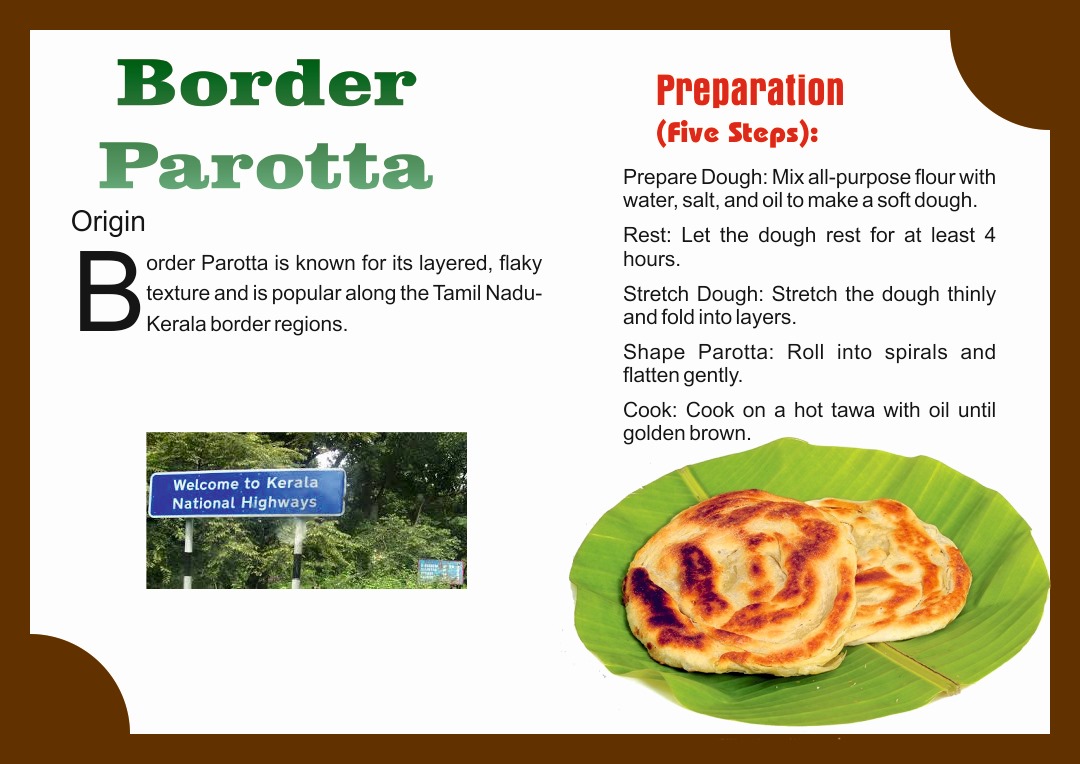 Border
Parotta
Origin
Border Parotta is known for its layered, flaky
texture and is popular along the Tamil Nadu-
Kerala border regions.
Welcome to Kerala
National Highways
Preparation
(Five Steps):
Prepare Dough: Mix all-purpose flour with
water, salt, and oil to make a soft dough.
Rest: Let the dough rest for at least 4
hours.
Stretch Dough: Stretch the dough thinly
and fold into layers.
Shape Parotta: Roll into spirals and
flatten gently.
Cook: Cook on a hot tawa with oil until
golden brown.